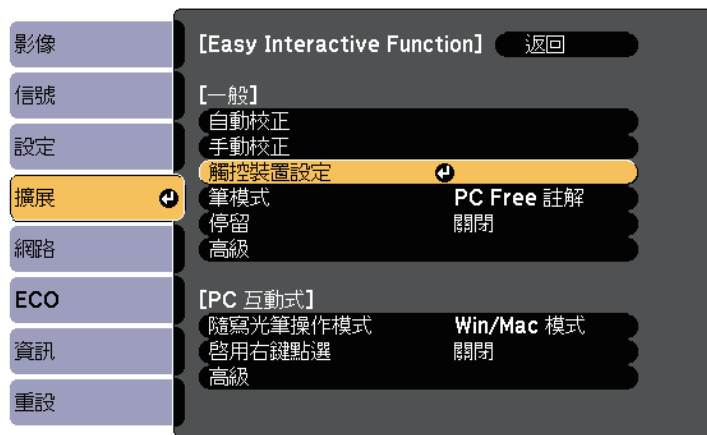 影像
信號
設定
擴展
網路
ECO
資訊
重設
[Easy Interactive Function] 返回
[一般]
自動校正
手動校正
觸控裝置設定
筆模式 PC Free 註解
停留 關閉
高級
[PC 互動式]
隨寫光筆操作模式 Win/Mac 模式
啓用右鍵點選 關閉
高級